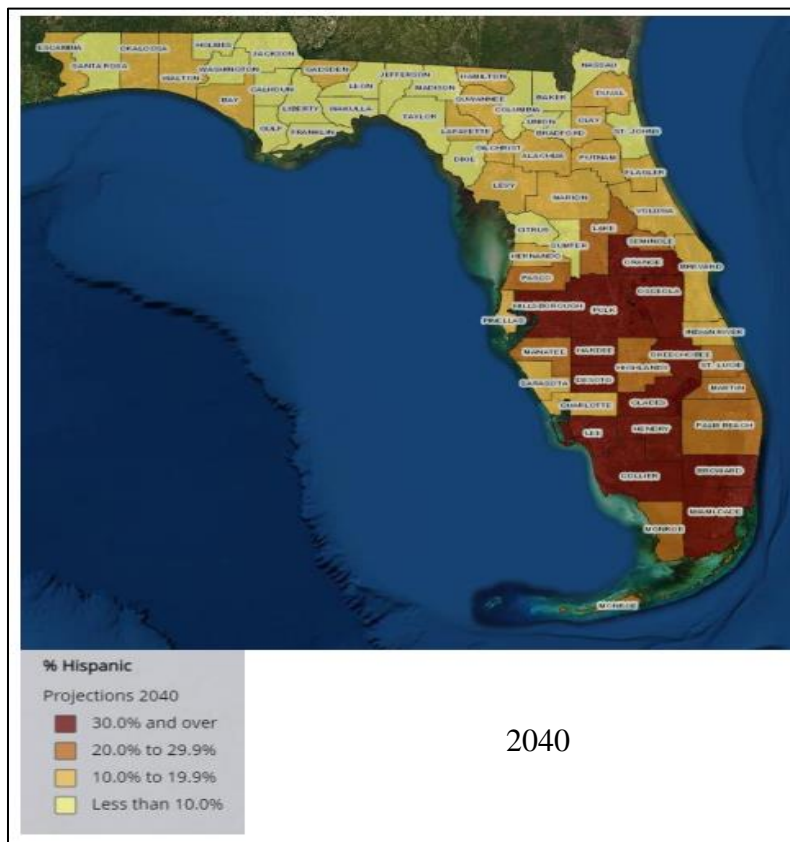 ESCAMBIA
SANTA ROSA
OKALOOSA
WALTON
HOLMES
WASHINGTON
BAY
JACKSON
CALHOUN
GULF
LIBERTY
FRANKLIN
GADSDEN
LEON
WAKULLA
JEFFERSON
MADISON
TAYLOR
HAMILTON
SUWANNEE
LAFAYETTE
DIXIE
COLUMBIA
GILCHRIST
LEVY
BAKER
UNION
BRADFORD
ALACHUA
NASSAU
DUVAL
CLAY
ST. JOHNS
PUTNAM
FLAGLER
MARION
VOLUSIA
CITRUS
SUMTER
LAKE
HERNANDO
SEMINOLE
ORANGE
BREVARD
PASCO
OSCEOLA
HILLSBOROUGH
POLK
PINELLAS
INDIAN RIVER
MANATEE
HARDEE
OKEECHOBEE
HIGHLANDS
ST. LUCIE
SARASOTA
DESOTO
MARTIN
CHARLOTTE
GLADES
LEE
HENDRY
PALM BEACH
COLLIER
BROWARD
MIAMI-DADE
MONROE
MONROE
% Hispanic
Projections 2040
30.0% and over
20.0% to 29.9%
10.0% to 19.9%
Less than 10.0%
2040